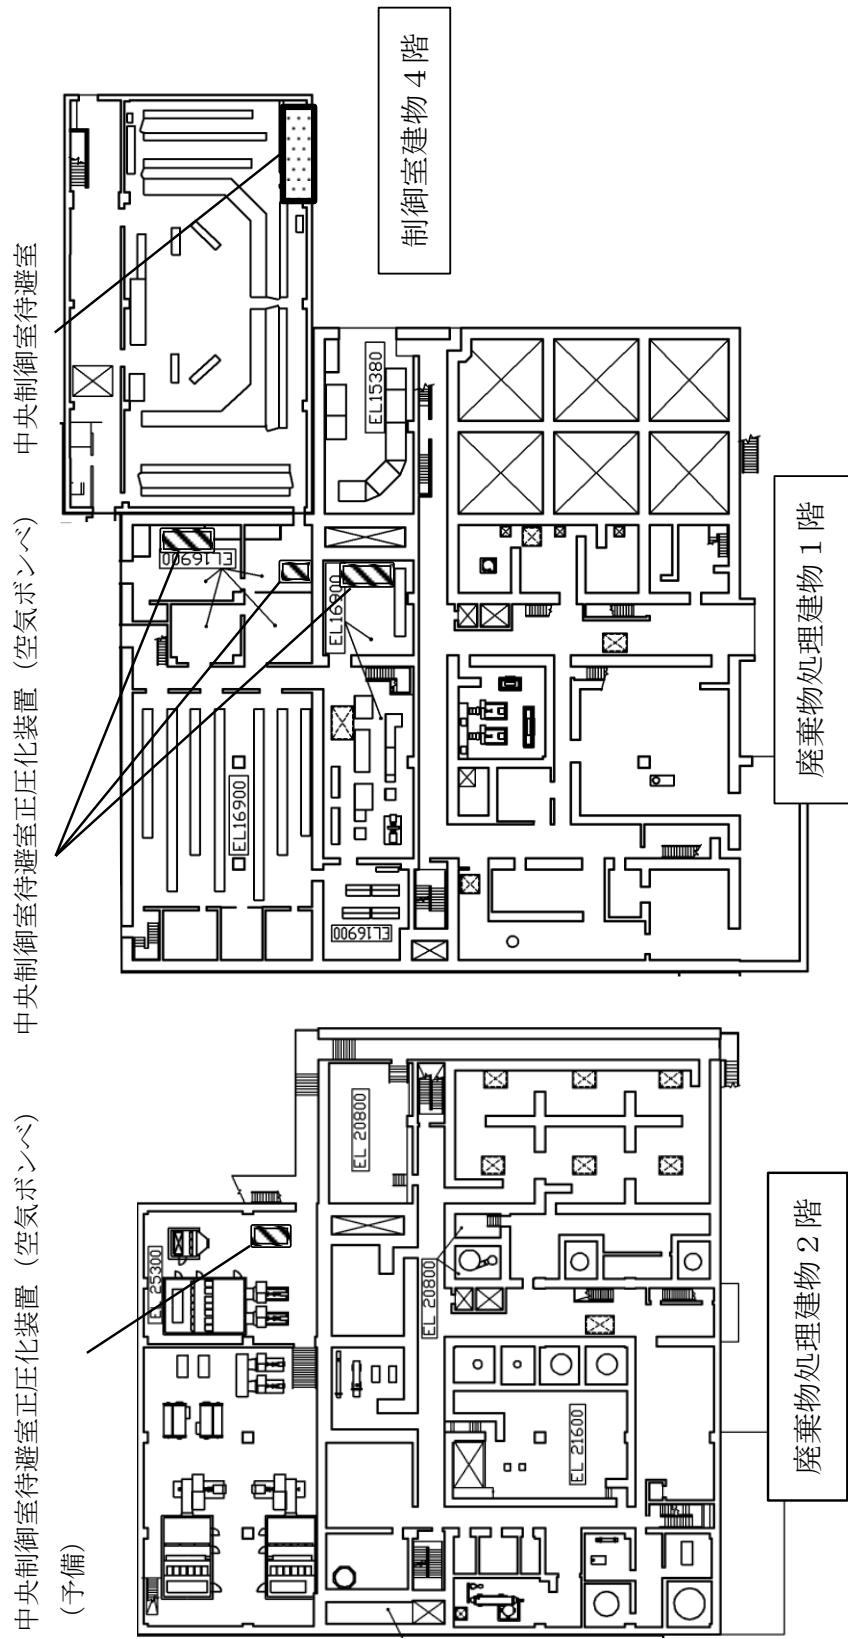 中央制御室待避室正圧化装置（空気ボンベ）
（予備）
中央制御室待避室正圧化装置（空気ボンベ）
中央制御室待避室
EL 25300
EL 20800
EL 20800
EL 21600
廃棄物処理建物２階
EL16900
EL16900
EL16900
EL16900
EL15380
廃棄物処理建物１階
制御室建物４階